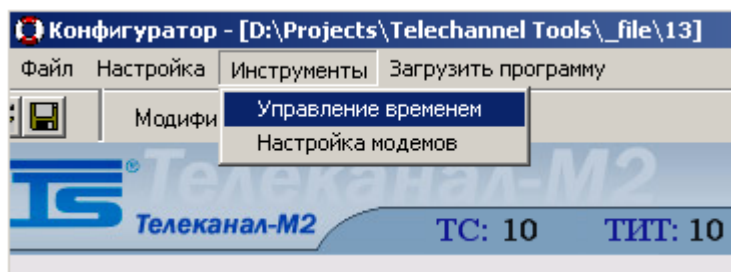 Конфигуратор - [D:\Projects\Telechannel Tools\_file\13]
Файл Настройка Инструменты Загрузить программу
Модифи Управление временем
Настройка модемов
TS ® Телеканал-М2
Телеканал-М2
ТС: 10 ТИТ: 10